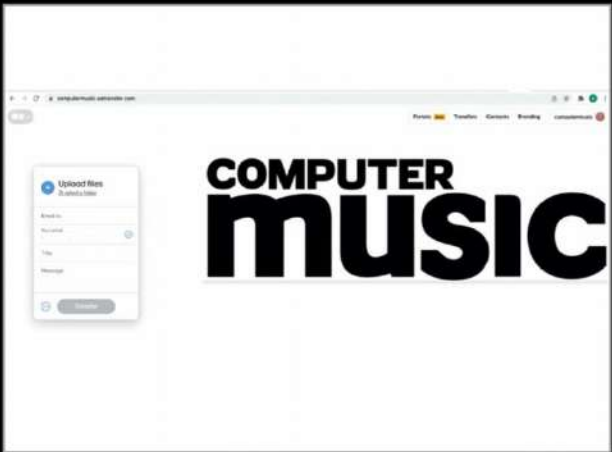 computermusic.wetransfer.com
Portals Transfers Contacts Branding computermusic
COMPUTER
music
Upload files
Or select a folder
Email to
Your email
Title
Message
Transfer